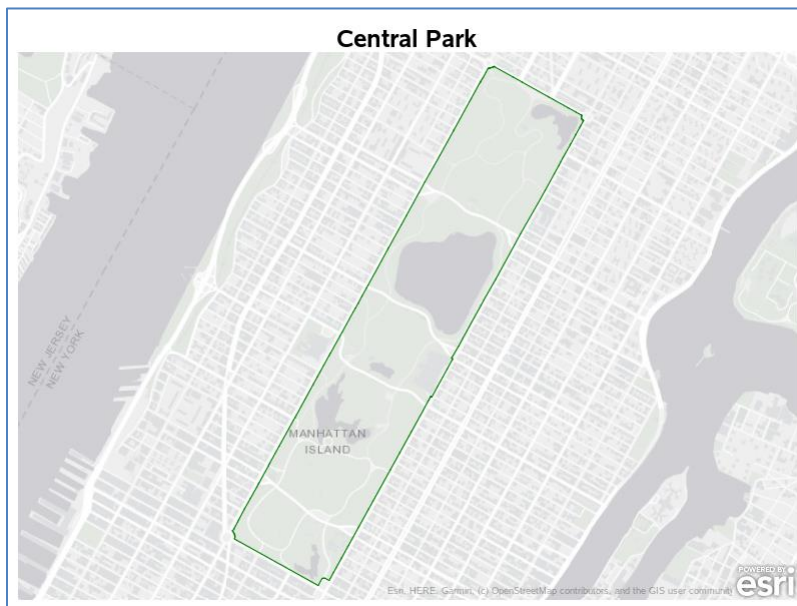 Central Park
NEW JERSEY
NEW YORK
MANHATTAN
ISLAND
Esri, HERE, Garmin, (c) OpenStreetMap contributors, and the GIS user community
POWERED BY
esri